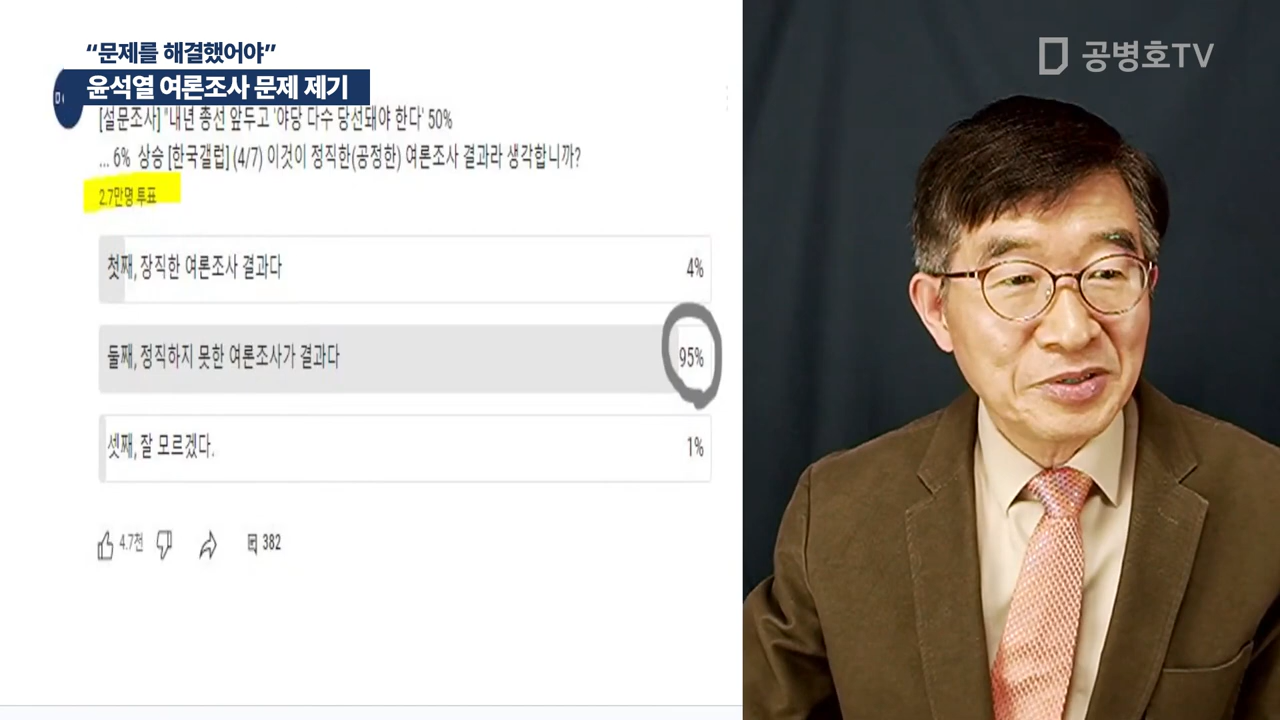 “문제를 해결했어야”
윤석열 여론조사 문제 제기
공병호TV
[설문조사] "내년 총선 앞두고 '야당 다수 당선돼야 한다' 50%
... 6% 상승 [한국갤럽] (4/7) 이것이 정직한(공정한) 여론조사 결과라 생각합니까?
2.7만명 투표
첫째, 장직한 여론조사 결과다 4%
둘째, 정직하지 못한 여론조사가 결과다 95%
셋째, 잘 모르겠다. 1%
4.7천 382